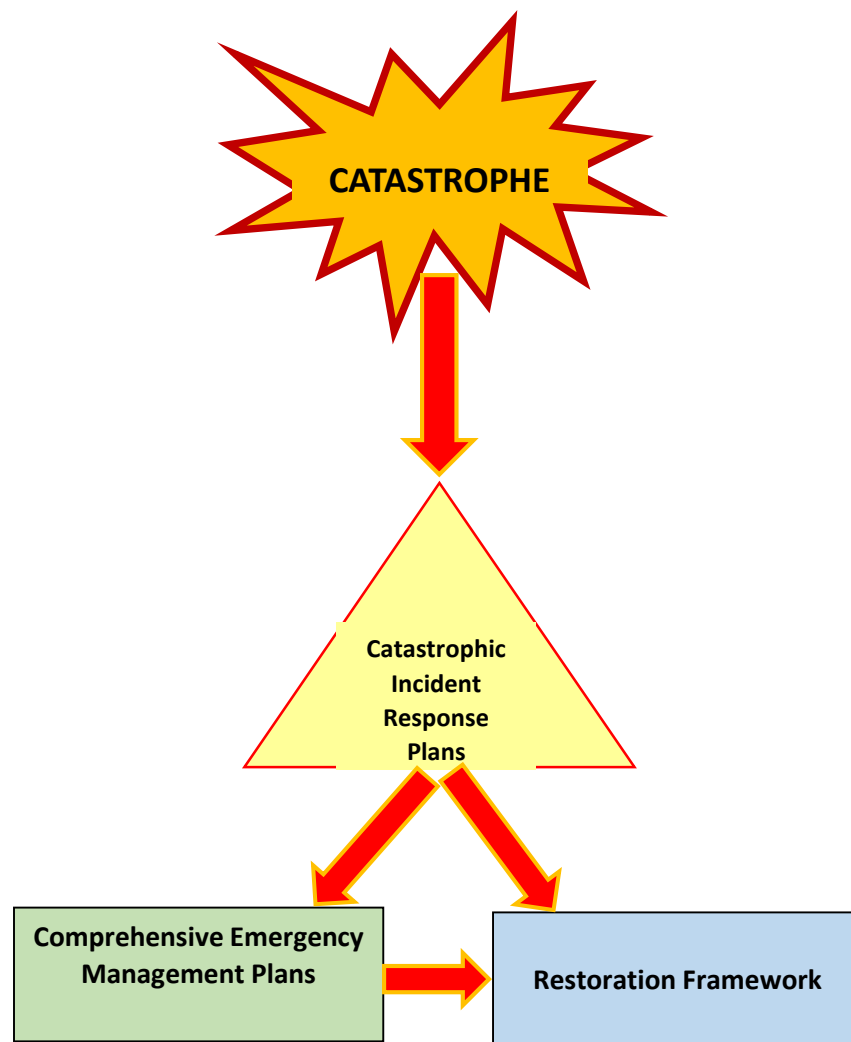 CATASTROPHE
Catastrophic
Incident
Response
Plans
Comprehensive Emergency
Management Plans
Restoration Framework